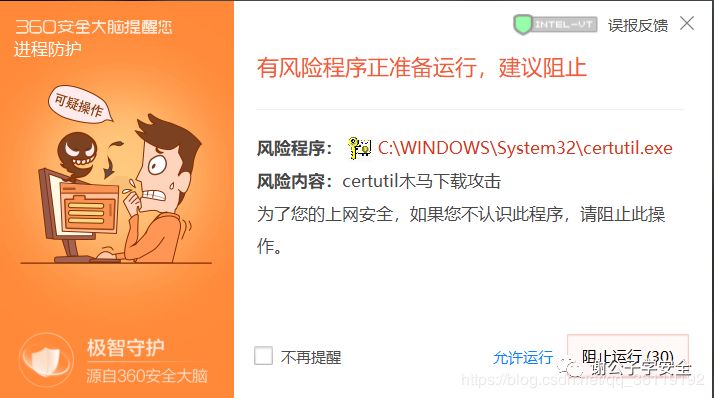 360安全大脑提醒您
进程防护
INTEL-VT
误报反馈
可疑操作
有风险程序正准备运行，建议阻止
风险程序： C:\WINDOWS\System32\certutil.exe
风险内容：certutil木马下载攻击
为了您的上网安全，如果您不认识此程序，请阻止此操
作。
极智守护
源自360安全大脑
不再提醒
允许运行
阻止运行 (30)
谢公子学安全
https://blog.csdn.net/qq_36119192